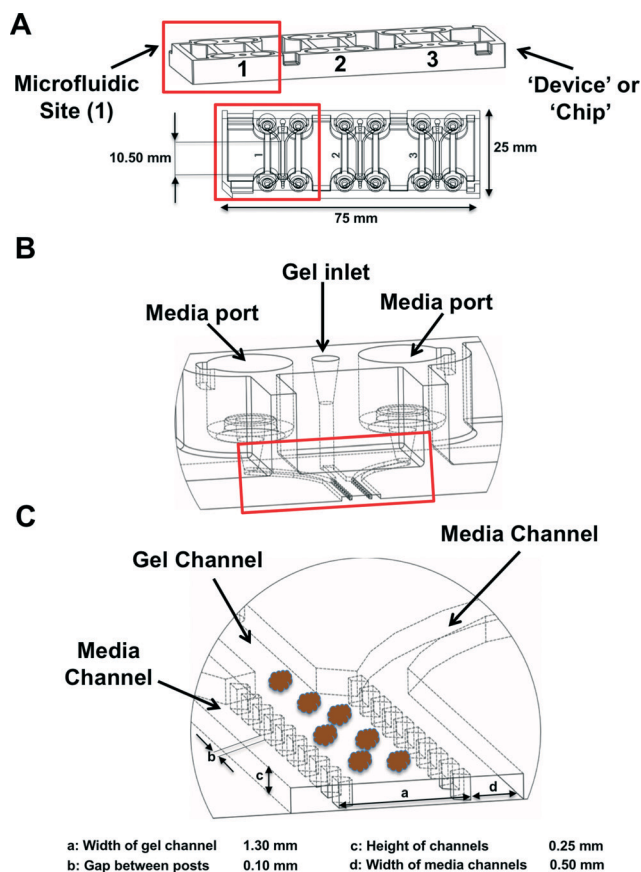 A
Microfluidic
Site (1)
1
2
3
‘Device’ or
‘Chip’
10.50 mm
1
2
3
25 mm
75 mm
B
Gel inlet
Media port
Media port
C
Gel Channel
Media Channel
Media
Channel
b
c
a
d
a: Width of gel channel 1.30 mm c: Height of channels 0.25 mm
b: Gap between posts 0.10 mm d: Width of media channels 0.50 mm